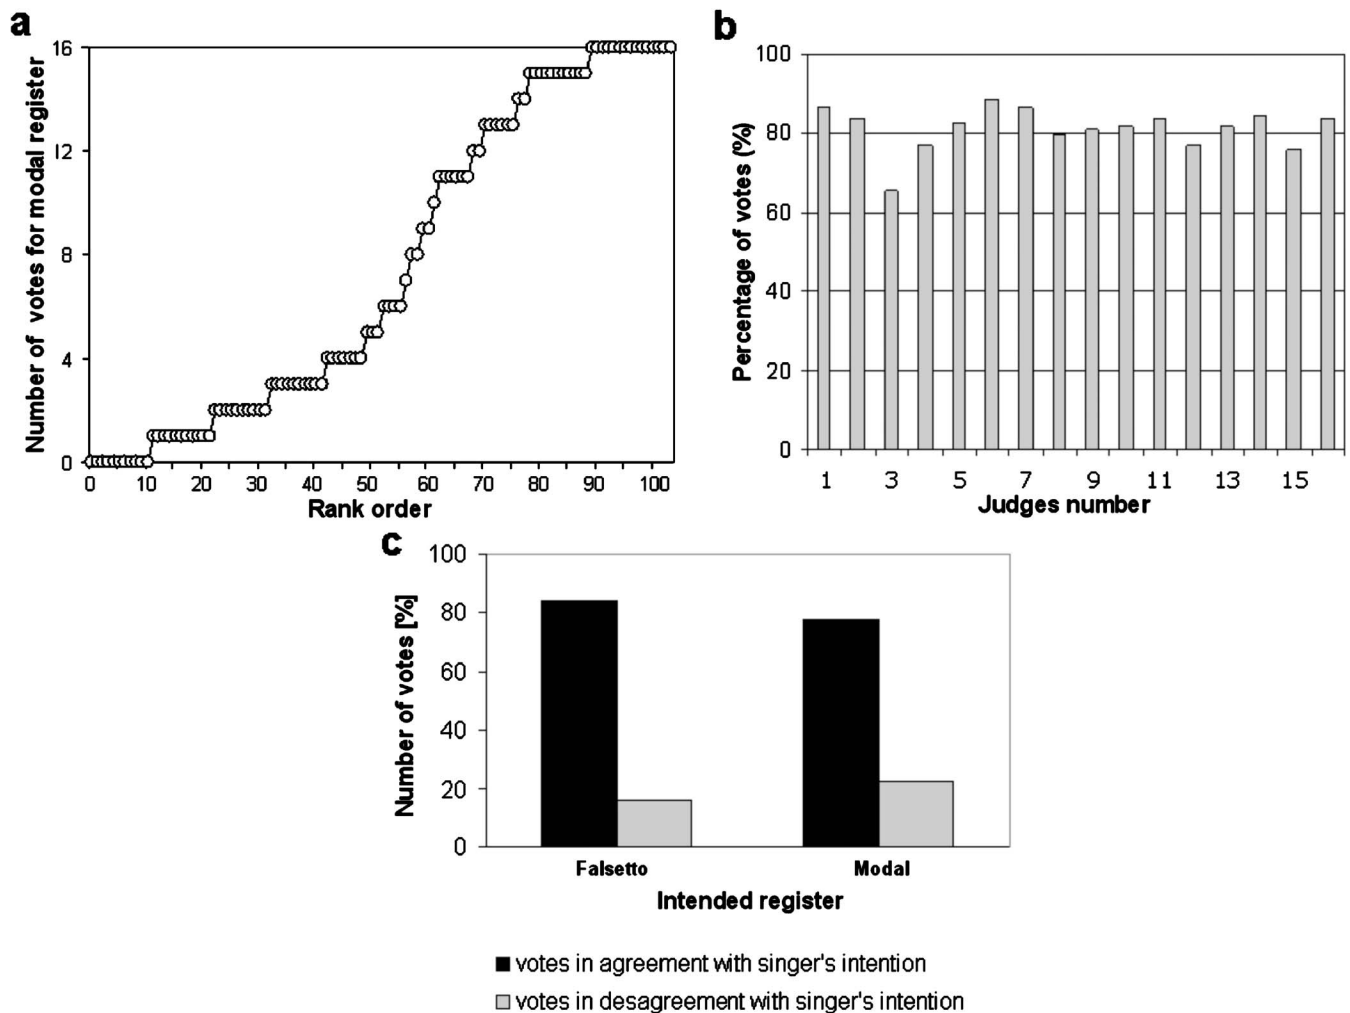 a
16
12
8
4
0
Number of votes for modal register
0 10 20 30 40 50 60 70 80 90 100
Rank order
b
100
80
60
40
20
0
Percentage of votes (%)
1 3 5 7 9 11 13 15
Judges number
c
100
80
60
40
20
0
Number of votes [%]
Falsetto Modal
Intended register
votes in agreement with singer's intention
votes in desagreement with singer's intention